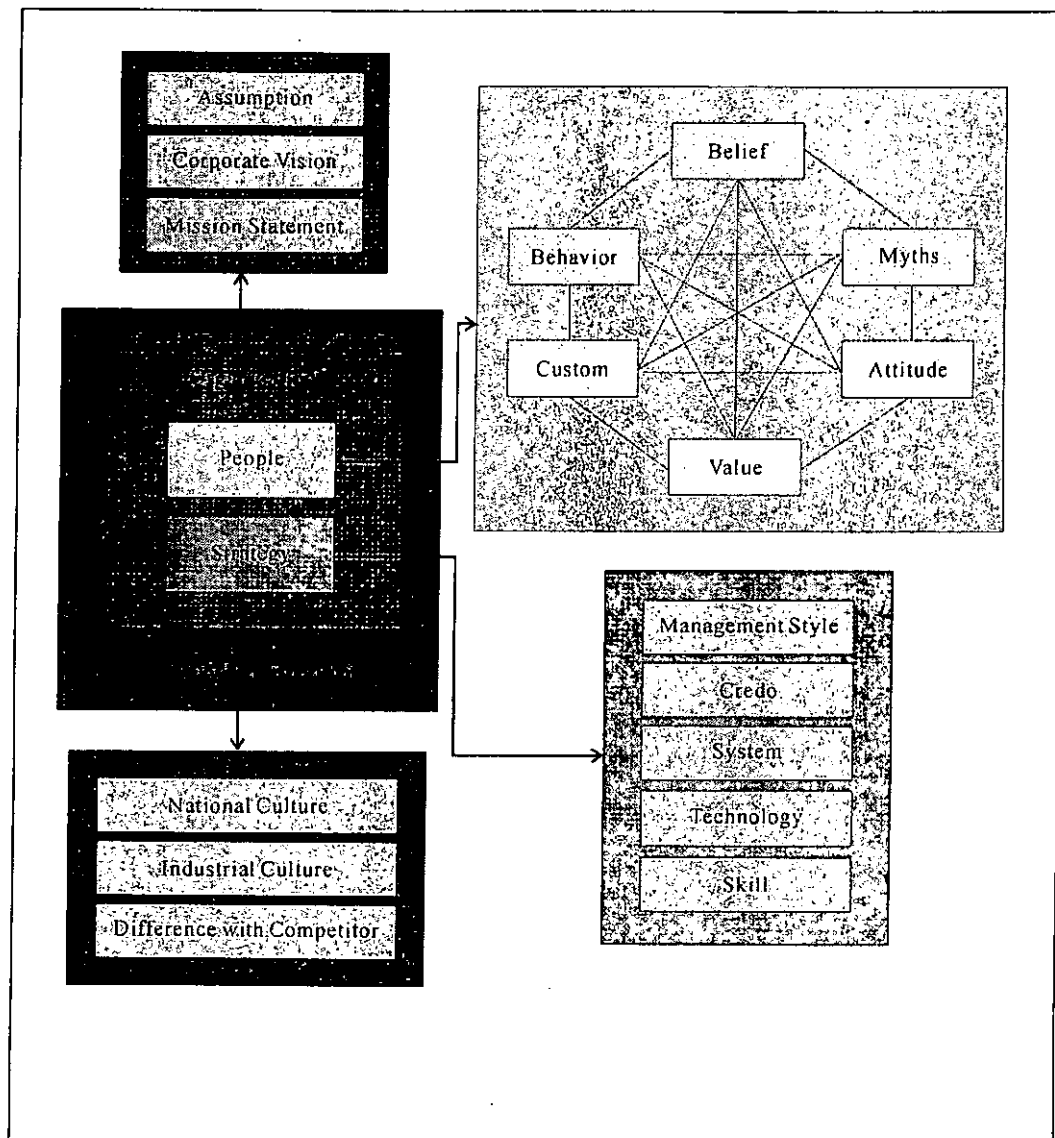 Assumption
Corporate Vision
Mission Statement
Belief
Behavior
Myths
Custom
Attitude
Value
People
Strategy
Management Style
Credo
System
Technology
Skill
National Culture
Industrial Culture
Difference with Competitor